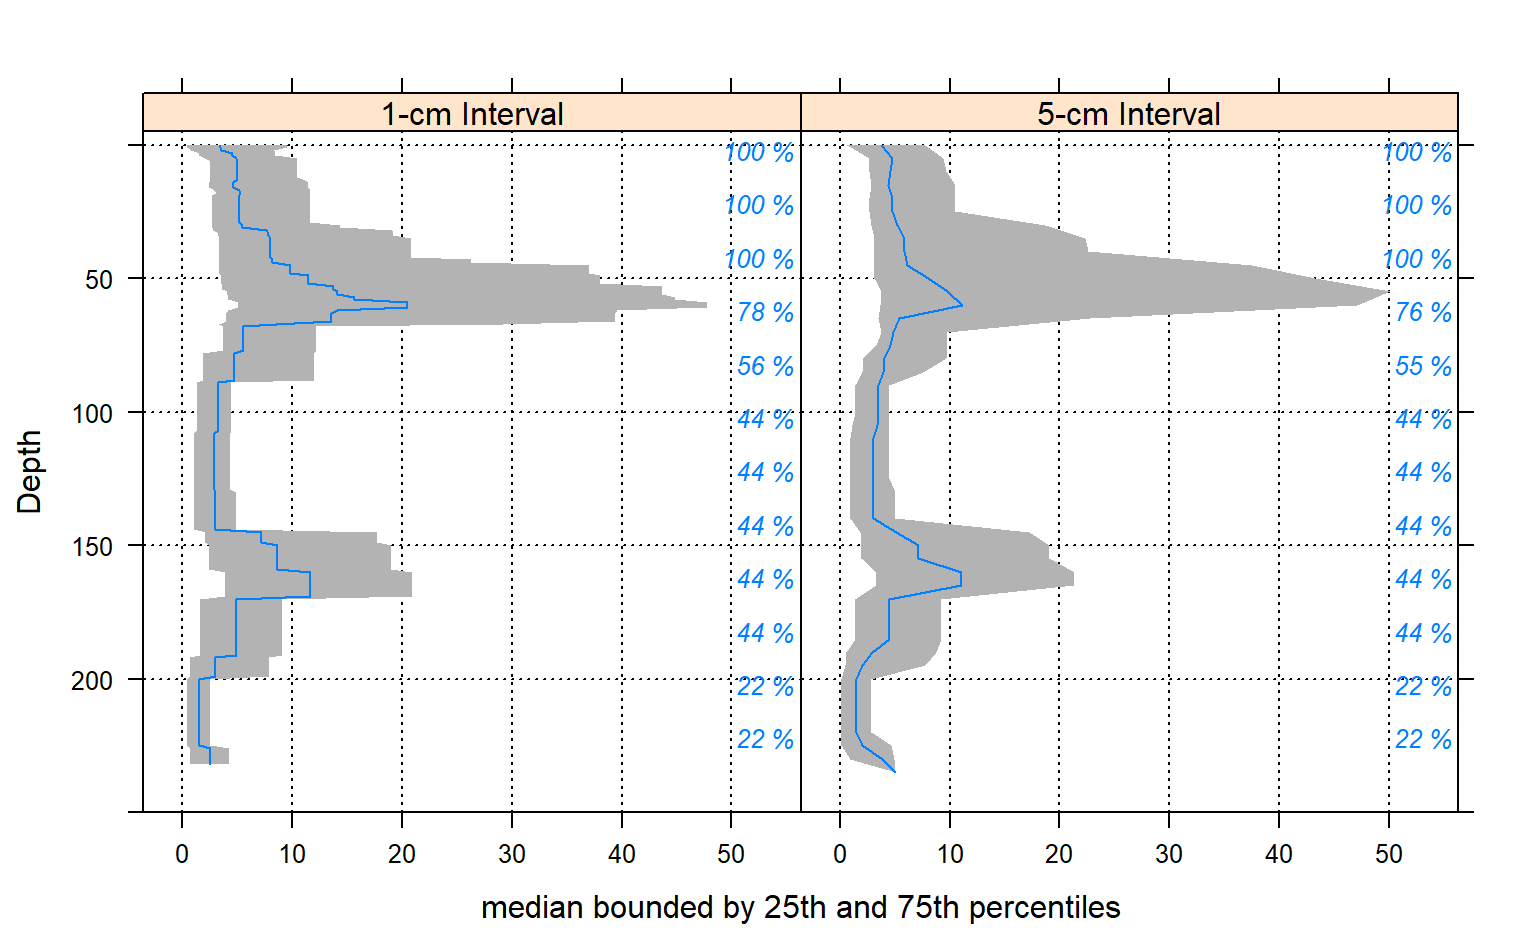 1-cm Interval 5-cm Interval
100 % 100 %
100 % 100 %
100 % 100 %
50
78 % 76 %
56 % 55 %
100 44 % 44 %
44 % 44 %
Depth
44 % 44 %
150
44 % 44 %
44 % 44 %
200 22 % 22 %
22 % 22 %
0 10 20 30 40 50 0 10 20 30 40 50
median bounded by 25th and 75th percentiles